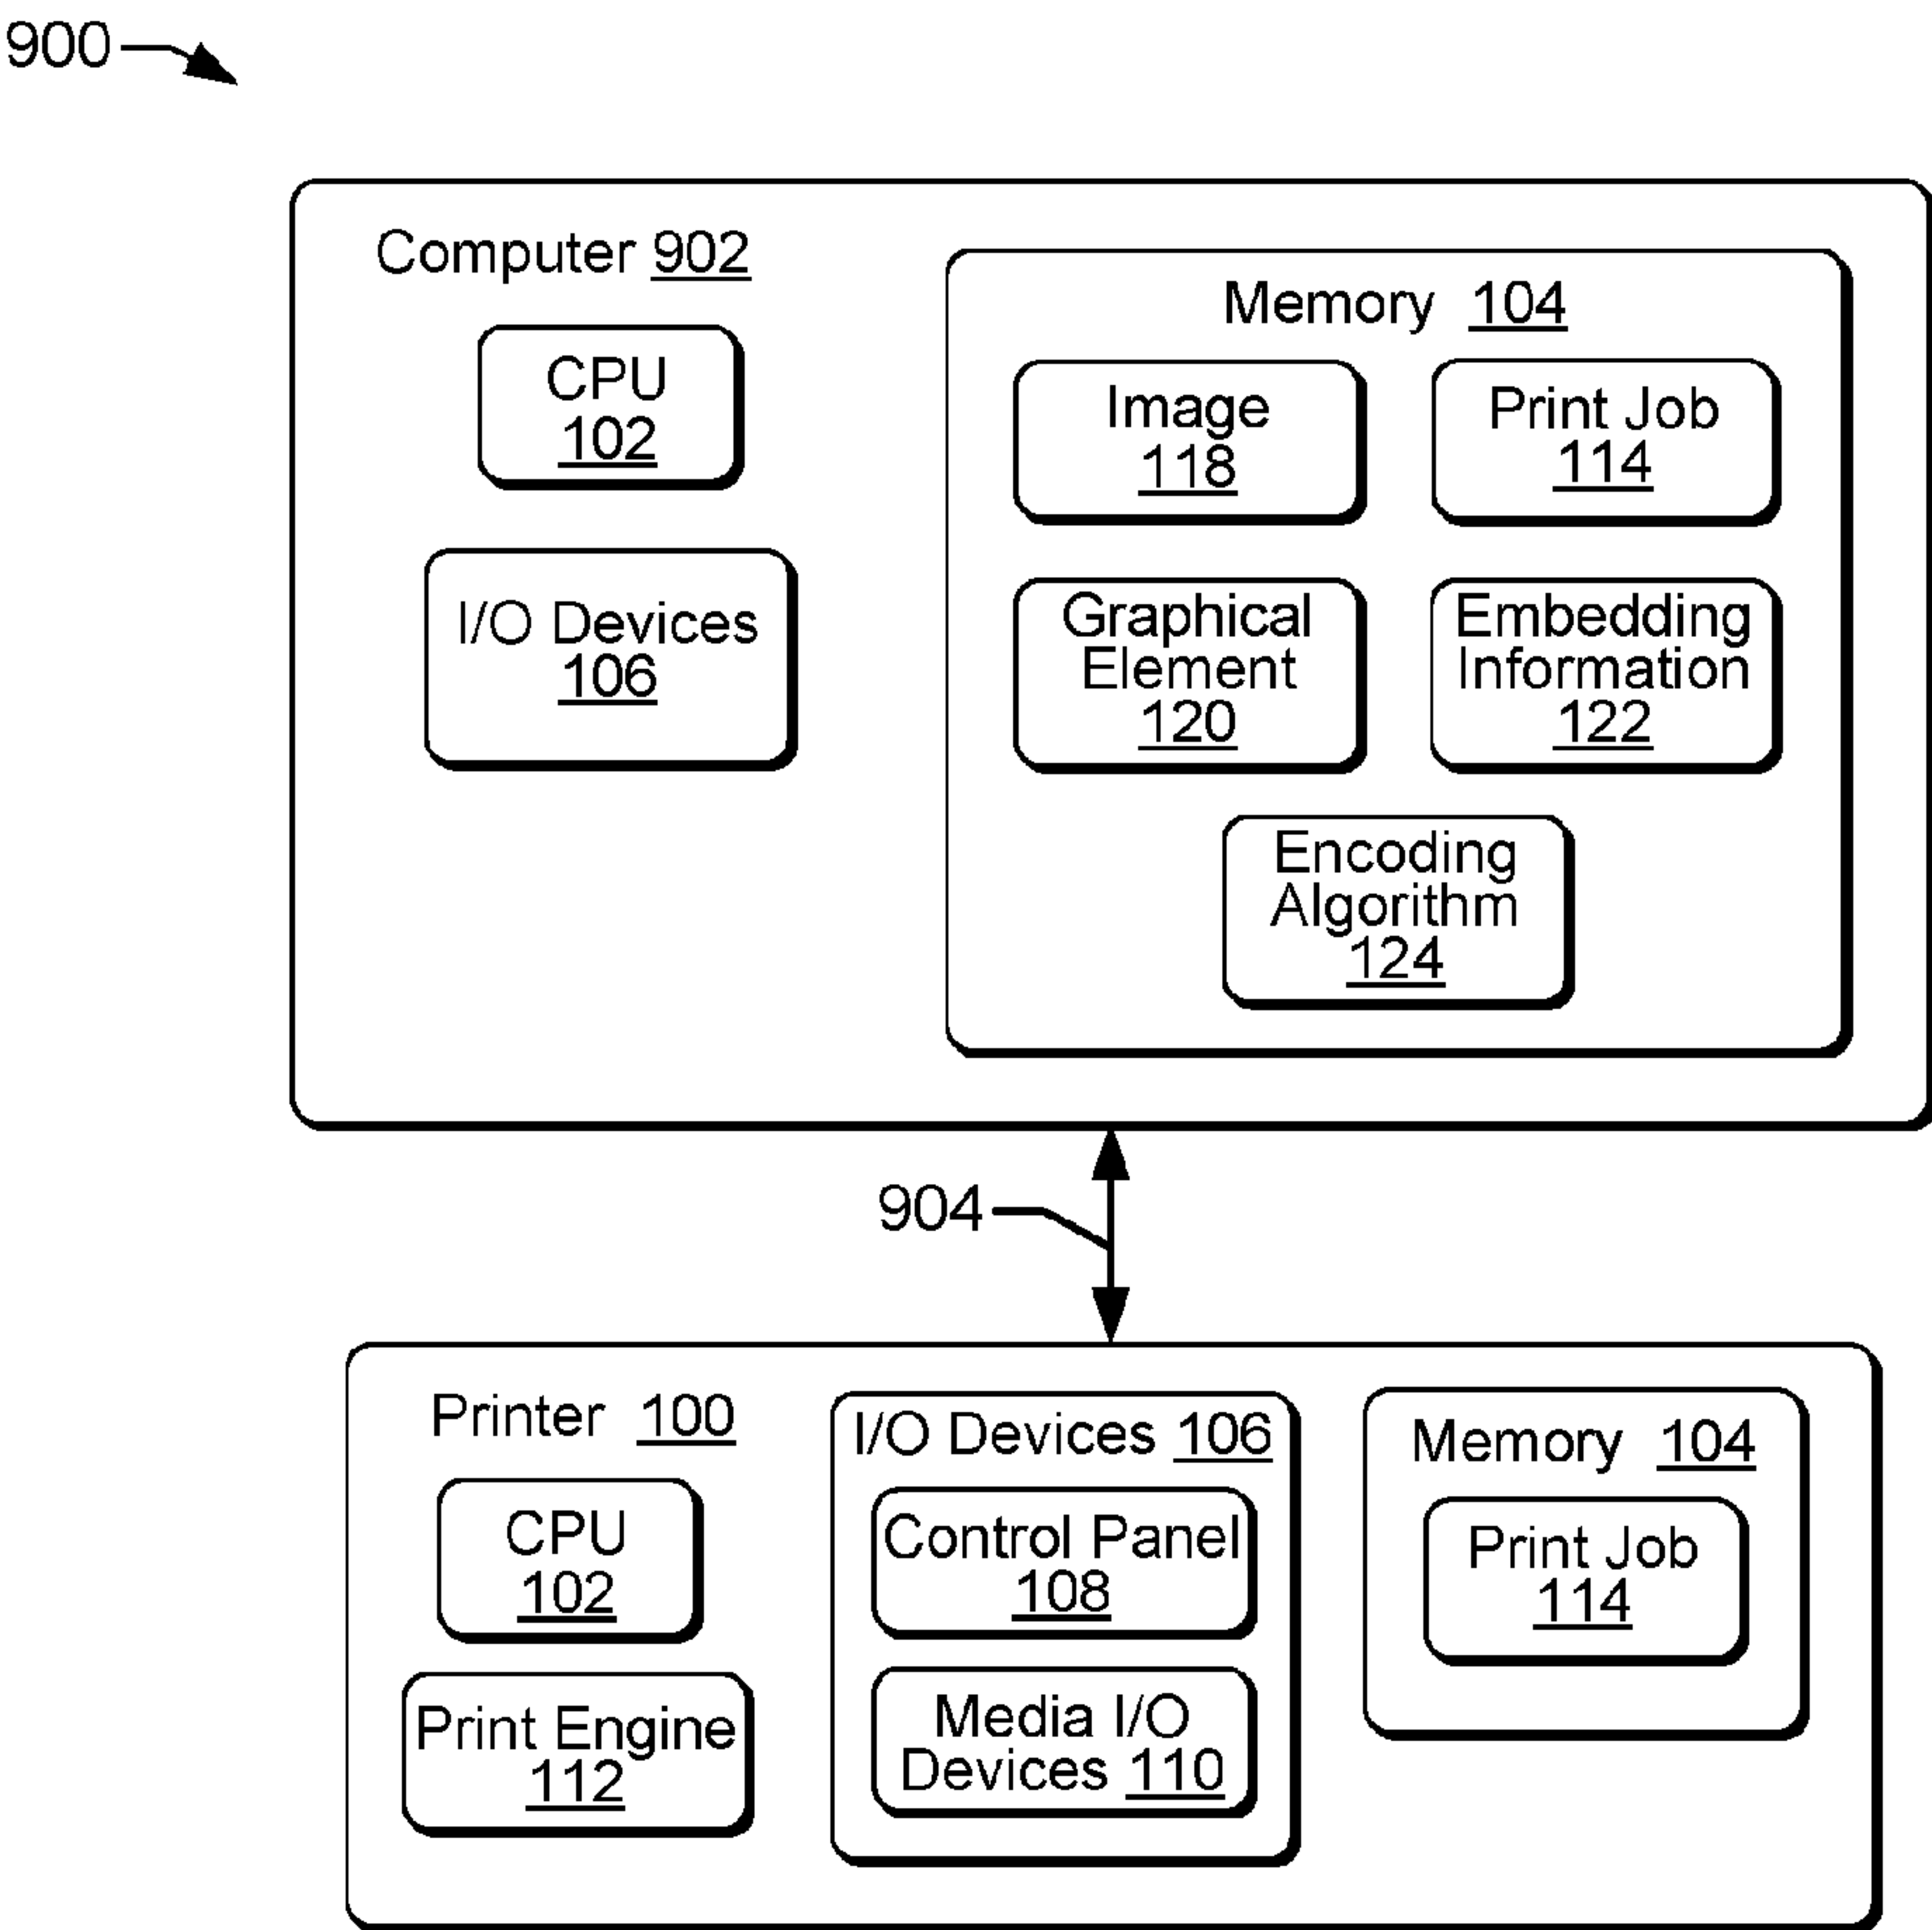 900
Computer 902
CPU
102
I/O Devices
106
Memory 104
Image
118
Print Job
114
Graphical
Element
120
Embedding
Information
122
Encoding
Algorithm
124
904
Printer 100
CPU
102
Print Engine
112
I/O Devices 106
Control Panel
108
Media I/O
Devices 110
Memory 104
Print Job
114